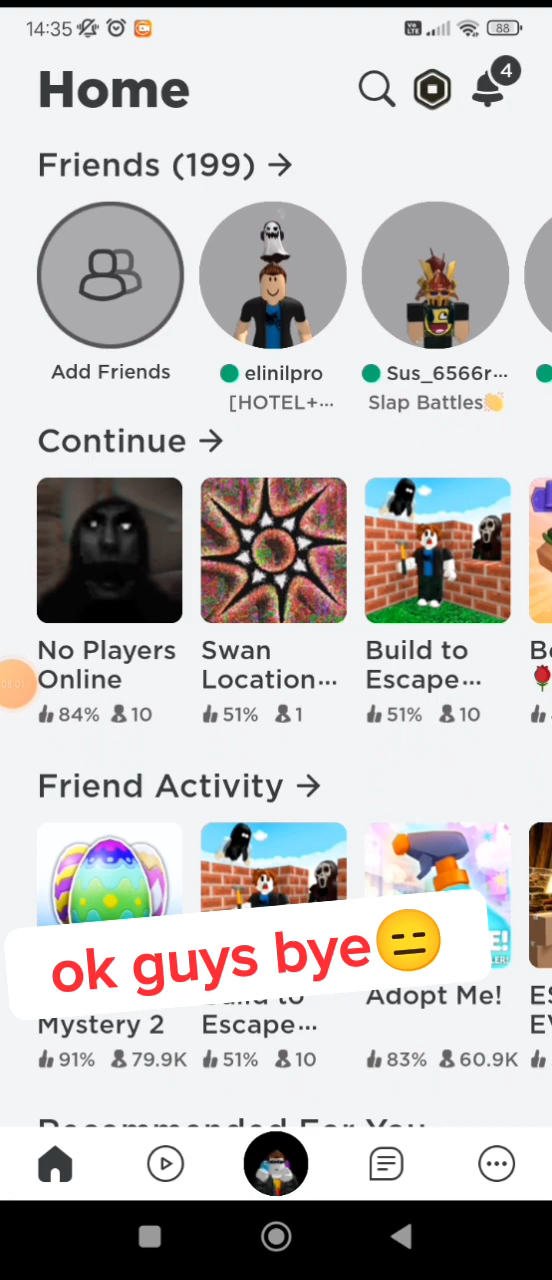 14:35
Vo LTE
88
Home
4
Friends (199) →
Add Friends
elinilpro
Sus_6566r...
[HOTEL+...
Slap Battles👏
Continue →
No Players Online
Swan Location...
Build to Escape...
84% 10
51% 1
51% 10
Friend Activity →
ok guys bye😑
Mystery 2
Escape...
Adopt Me!
91% 79.9K
51% 10
83% 60.9K